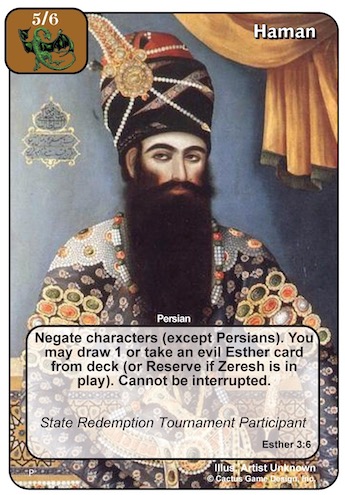 5/6
Haman
Persian
Negate characters (except Persians). You
may draw 1 or take an evil Esther card
from deck (or Reserve if Zeresh is in
play). Cannot be interrupted.
State Redemption Tournament Participant
Esther 3:6
-P-
Illus. Artist Unknown
© Cactus Game Design, Inc.